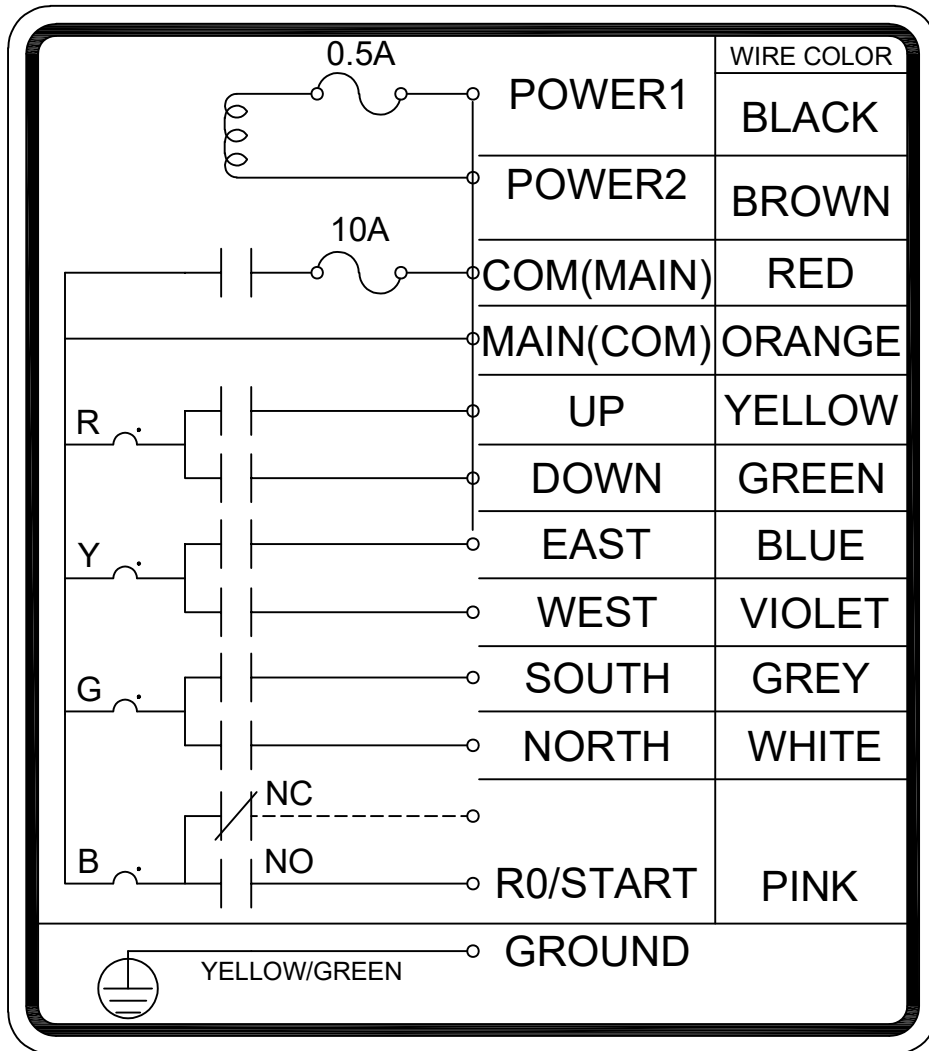 0.5A
WIRE COLOR
POWER1
BLACK
POWER2
BROWN
10A
COM(MAIN) RED
MAIN(COM) ORANGE
R
UP YELLOW
DOWN GREEN
Y
EAST BLUE
WEST VIOLET
G
SOUTH GREY
NORTH WHITE
NC
B
NO
R0/START PINK
GROUND
YELLOW/GREEN